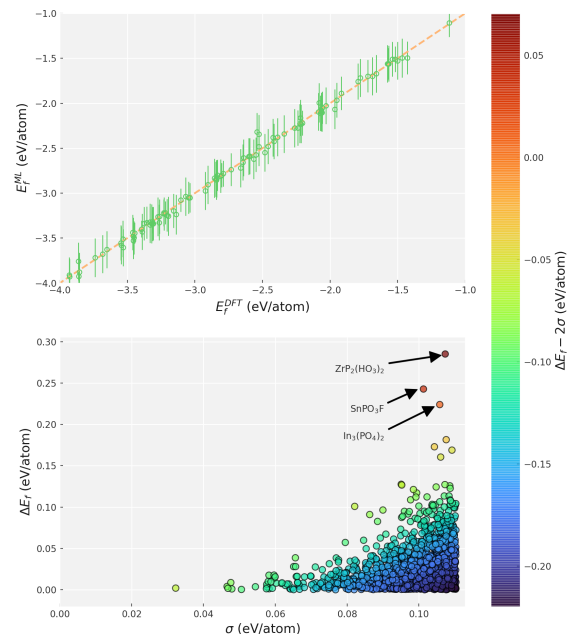 −1.0
−1.5
−2.0
−2.5
−3.0
−3.5
−4.0
E_f^{ML} (eV/atom)
−4.0 −3.5 −3.0 −2.5 −2.0 −1.5 −1.0
E_f^{DFT} (eV/atom)
0.30
0.25
0.20
0.15
0.10
0.05
0.00
ΔE_f (eV/atom)
ZrP₂(HO₃)₂
SnPO₃F
In₃(PO₄)₂
0.00 0.02 0.04 0.06 0.08 0.10
σ (eV/atom)
0.05
0.00
−0.05
−0.10
−0.15
−0.20
ΔE_f − 2σ (eV/atom)